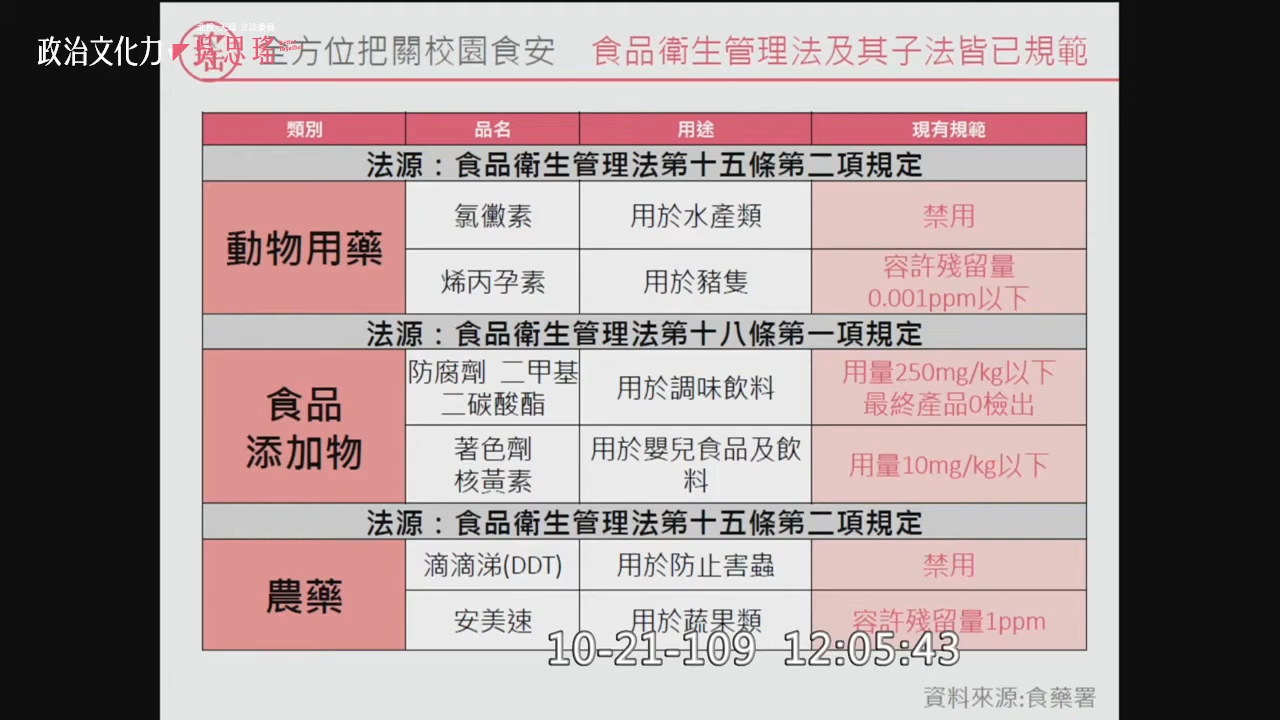 北投 士林 立法委員
政治文化力 吳思瑤
全方位把關校園食安 食品衛生管理法及其子法皆已規範
類別 品名 用途 現有規範
法源：食品衛生管理法第十五條第二項規定
動物用藥
氯黴素 用於水產類 禁用
烯丙孕素 用於豬隻 容許殘留量
0.001ppm以下
法源：食品衛生管理法第十八條第一項規定
食品
添加物
防腐劑 二甲基
二碳酸酯
用於調味飲料
用量250mg/kg以下
最終產品0檢出
著色劑
核黃素
用於嬰兒食品及飲
料
用量10mg/kg以下
法源：食品衛生管理法第十五條第二項規定
農藥
滴滴涕(DDT) 用於防止害蟲 禁用
安美速 用於蔬果類 容許殘留量1ppm
10-21-109 12:05:43
資料來源:食藥署